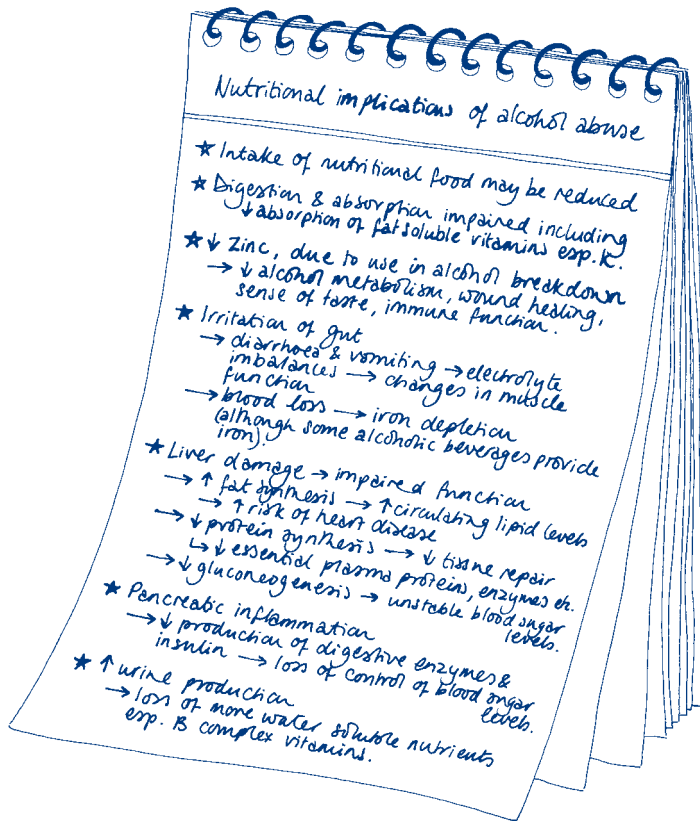 Nutritional implications of alcohol abuse
★ Intake of nutritional food may be reduced
★ Digestion & absorption impaired including
↓ absorption of fat soluble vitamins esp. K.
★ ↓ Zinc, due to use in alcohol breakdown
→ ↓ alcohol metabolism, wound healing,
sense of taste, immune function.
★ Irritation of gut
→ diarrhoea & vomiting → electrolyte
imbalances → changes in muscle
function
→ blood loss → iron depletion
(although some alcoholic beverages provide
iron).
★ Liver damage → impaired function
→ ↑ fat synthesis → ↑ circulating lipid levels
→ ↑ risk of heart disease
→ ↓ protein synthesis → ↓ tissue repair
↳ ↓ essential plasma proteins, enzymes etc.
→ ↓ gluconeogenesis → unstable blood sugar
levels.
★ Pancreatic inflammation
→ ↓ production of digestive enzymes &
insulin → loss of control of blood sugar
levels.
★ ↑ urine production
→ loss of more water soluble nutrients
esp. B complex vitamins.